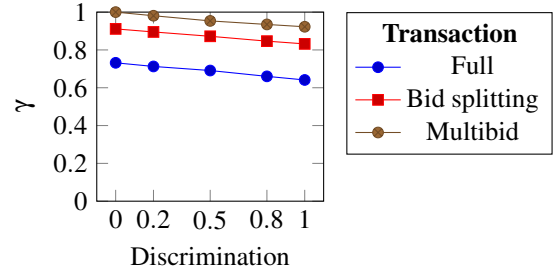 1
0.8
0.6
0.4
0.2
0
γ
0 0.2 0.5 0.8 1
Discrimination
Transaction
Full
Bid splitting
Multibid